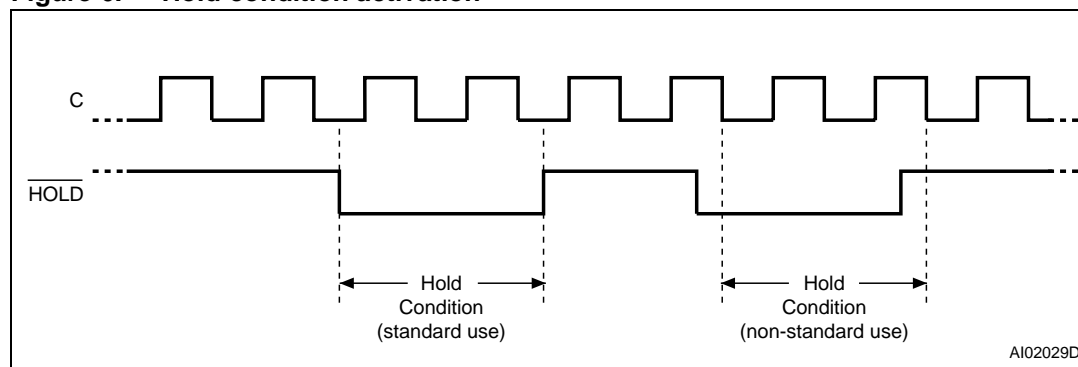 Figure 6. Hold condition activation
C
HOLD
Hold
Condition
(standard use)
Hold
Condition
(non-standard use)
AI02029D